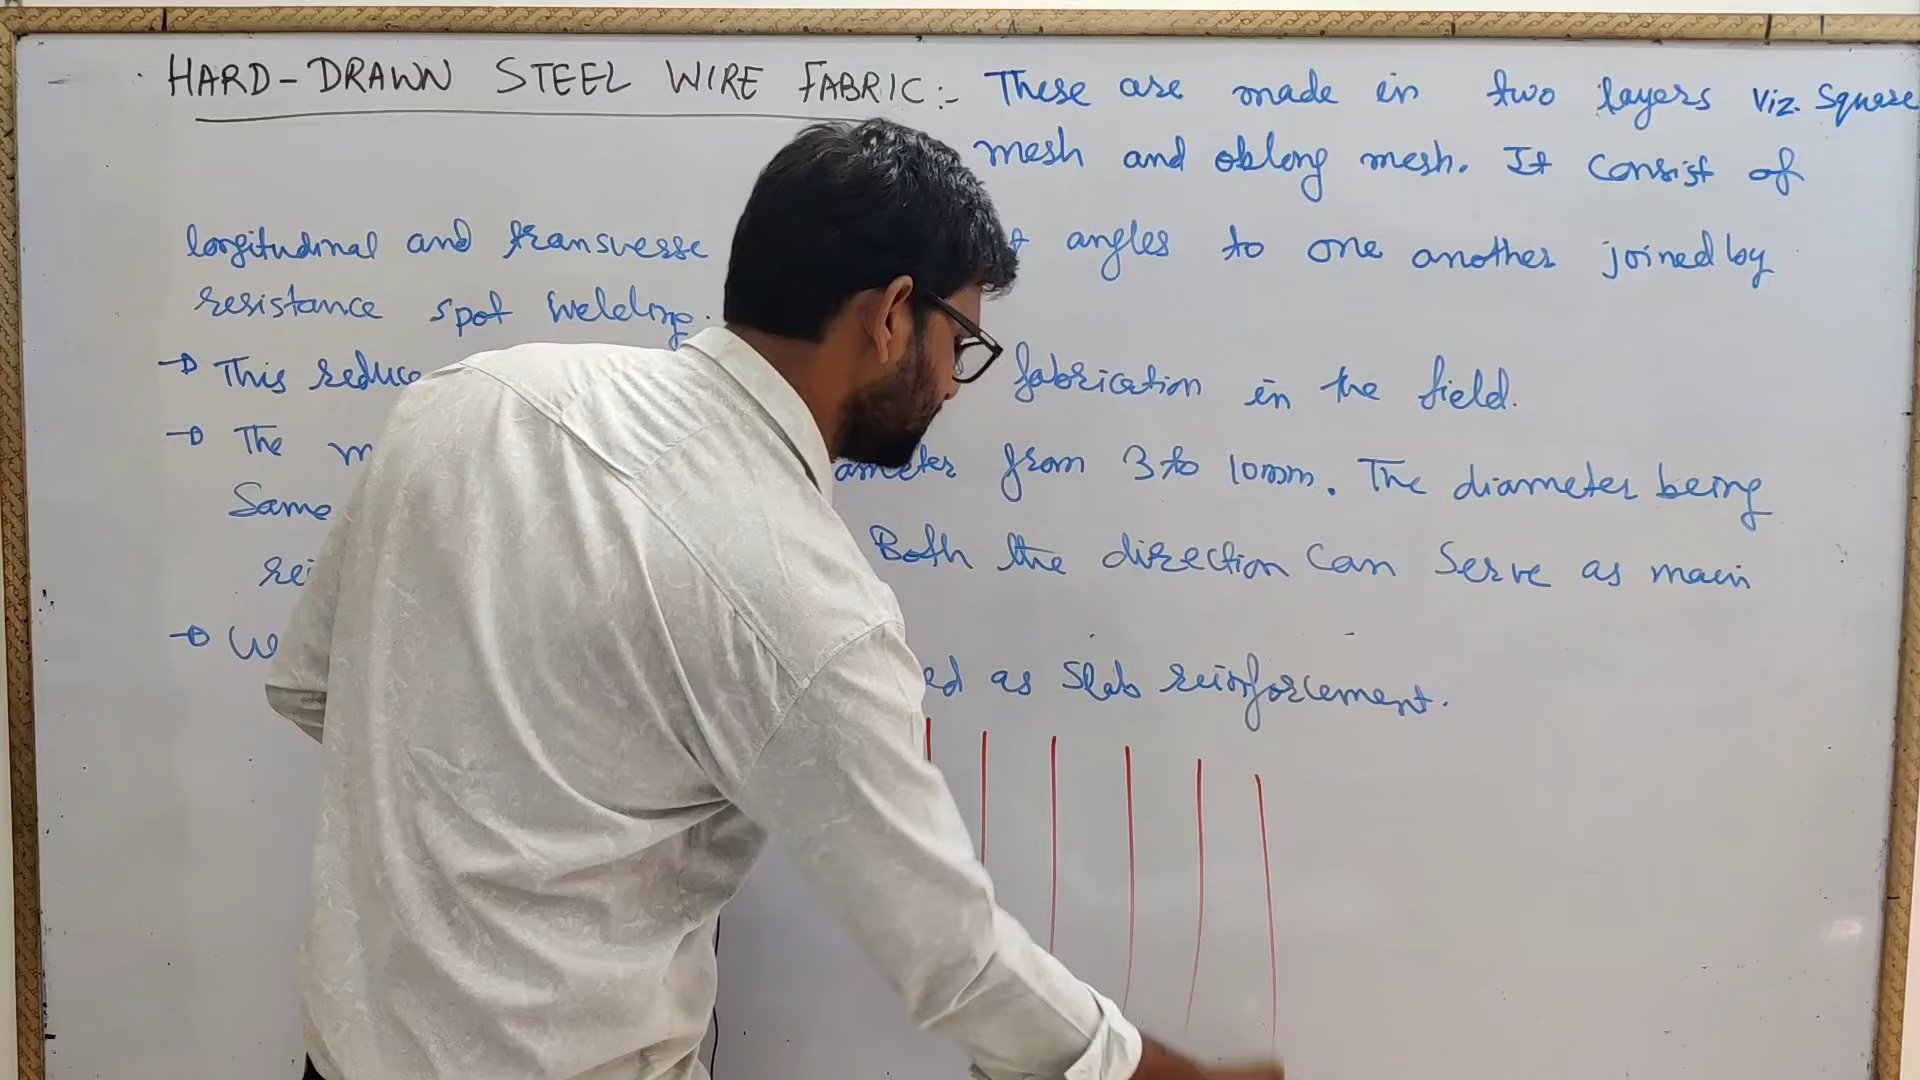 HARD-DRAWN STEEL WIRE FABRIC:- These are made in two layers viz. Square
mesh and oblong mesh. It consist of
longitudinal and transverse angles to one another joined by
resistance spot welding.
This reduce fabrication in the field.
The from 3 to 10mm. The diameter being
Same Both the direction can serve as main
as slab reinforcement.